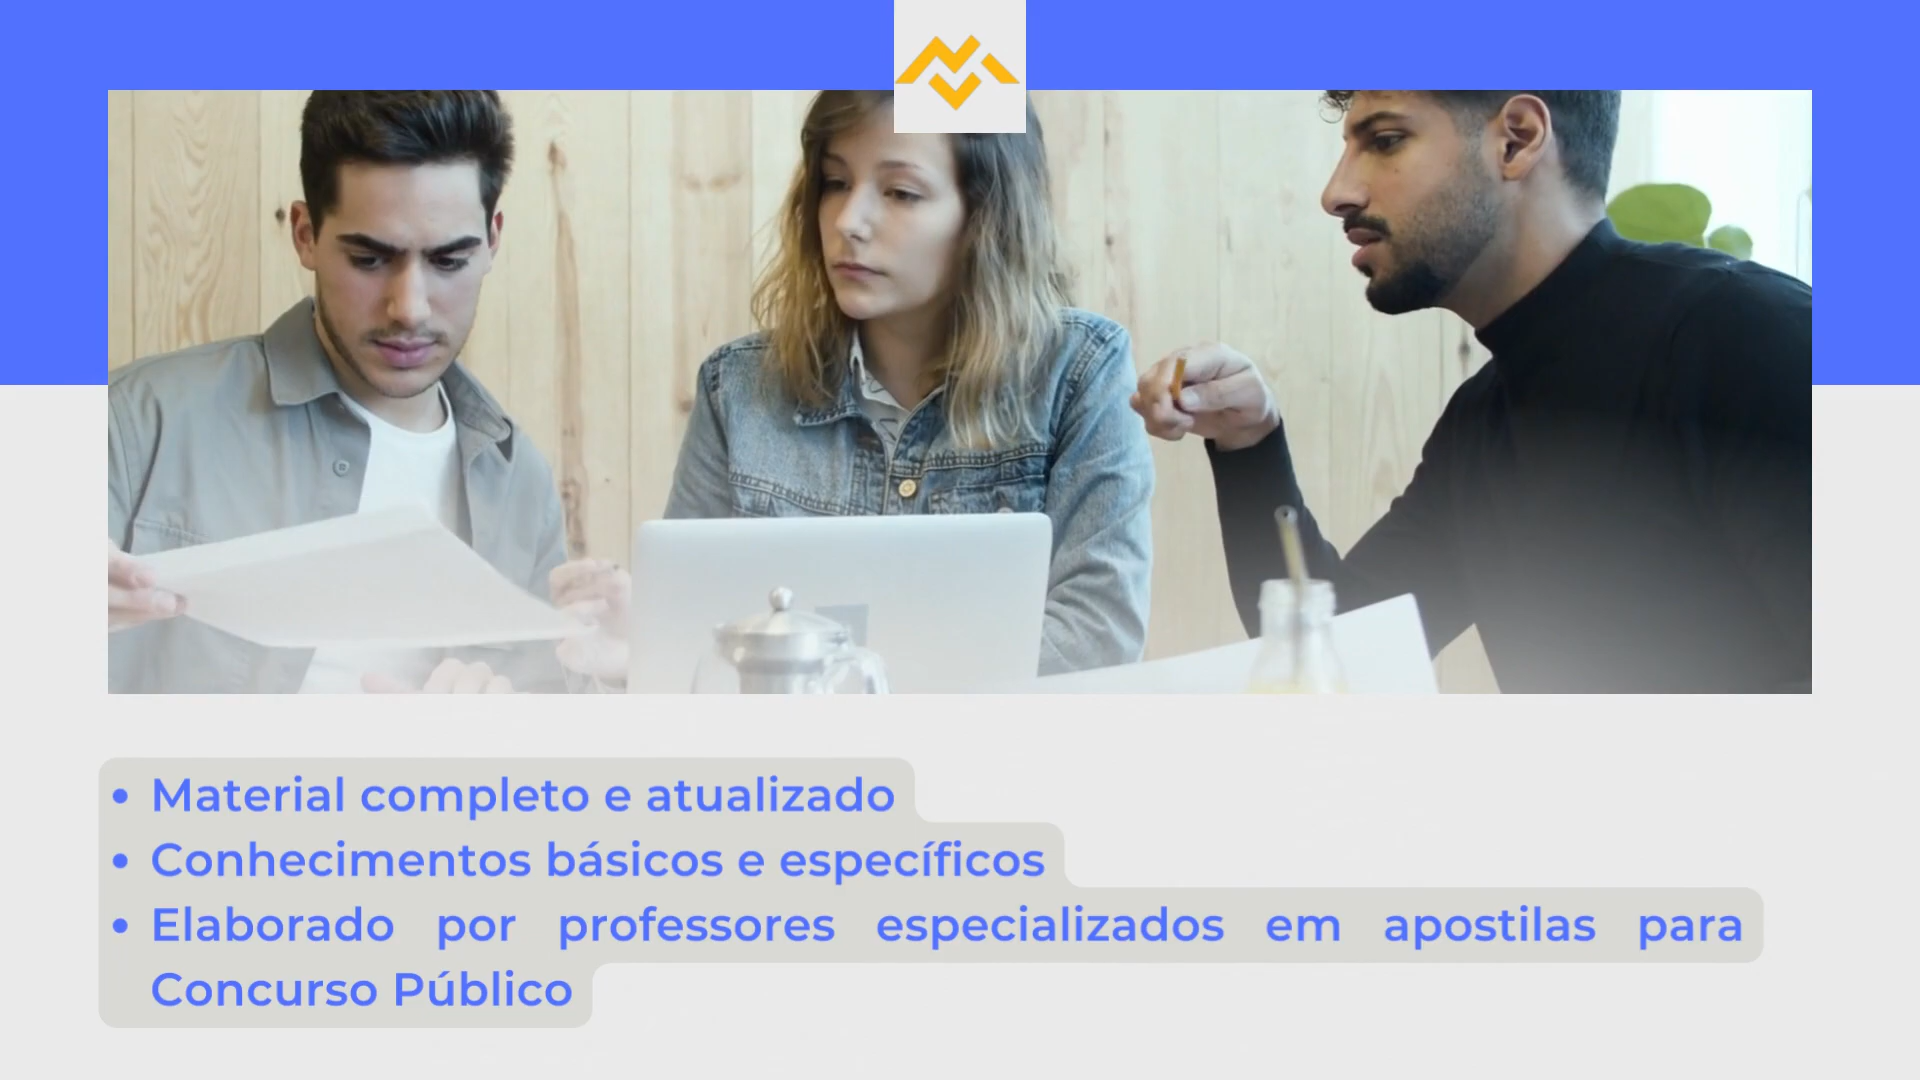 • Material completo e atualizado
• Conhecimentos básicos e específicos
• Elaborado por professores especializados em apostilas para
Concurso Público